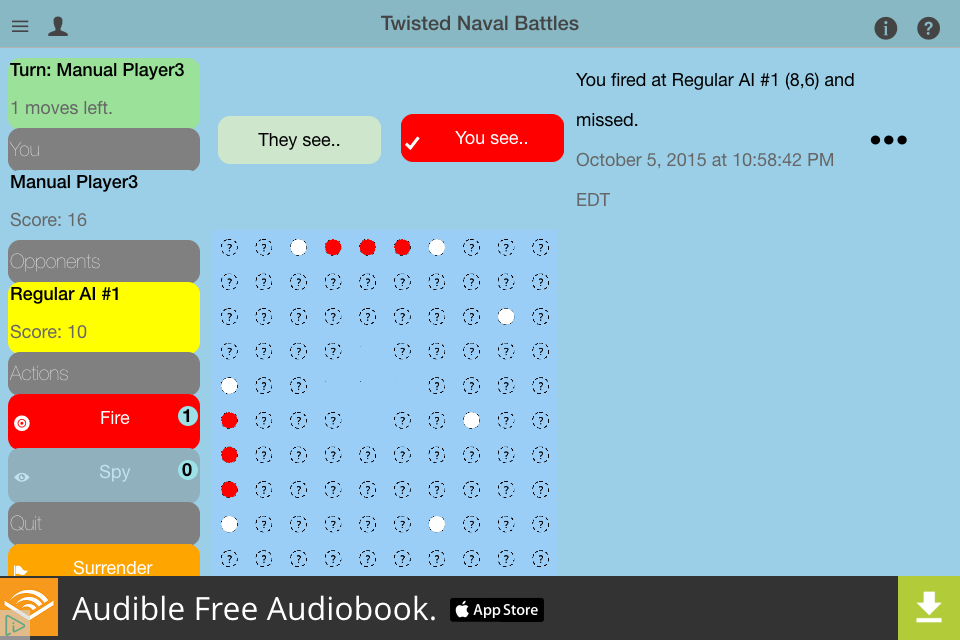 Twisted Naval Battles
i
?
Turn: Manual Player3
1 moves left.
You
Manual Player3
Score: 16
Opponents
Regular AI #1
Score: 10
Actions
Fire 1
Spy 0
Quit
Surrender
They see..
You see..
You fired at Regular AI #1 (8,6) and
missed.
October 5, 2015 at 10:58:42 PM
EDT
? ? ? ? ?
? ? ? ? ? ? ? ? ? ?
? ? ? ? ? ? ? ? ?
? ? ? ? ? ? ? ? ?
? ? ? ? ? ?
? ? ? ? ? ? ?
? ? ? ? ? ? ? ? ?
? ? ? ? ? ? ? ? ?
? ? ? ? ? ? ? ?
? ? ? ? ? ? ? ? ? ?
Audible Free Audiobook. App Store